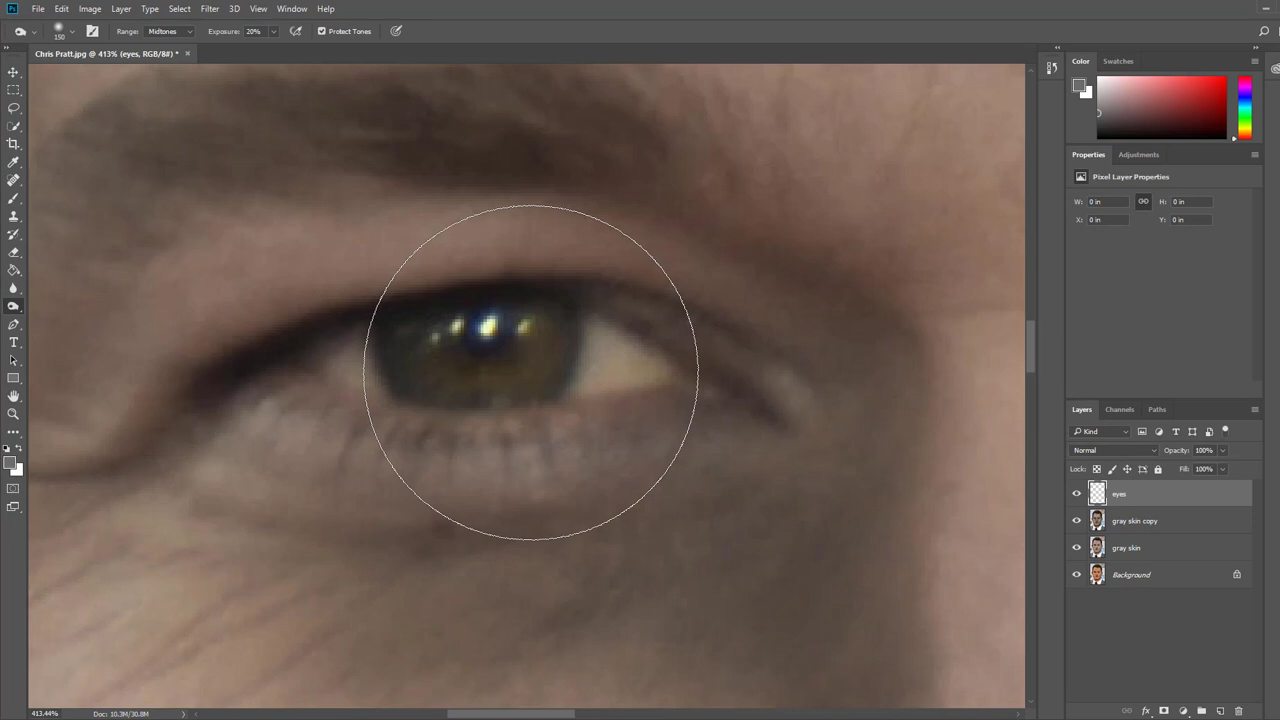 Ps File Edit Image Layer Type Select Filter 3D View Window Help
150 Range: Midtones Exposure: 20% Protect Tones
Chris Pratt.jpg @ 413% (eyes, RGB/8#) * ×
Color Swatches
Properties Adjustments
Pixel Layer Properties
W: 0 in H: 0 in
X: 0 in Y: 0 in
Layers Channels Paths
Kind
Normal Opacity: 100%
Lock: Fill: 100%
eyes
gray skin copy
gray skin
Background
413.44% Doc: 10.3M/30.8M